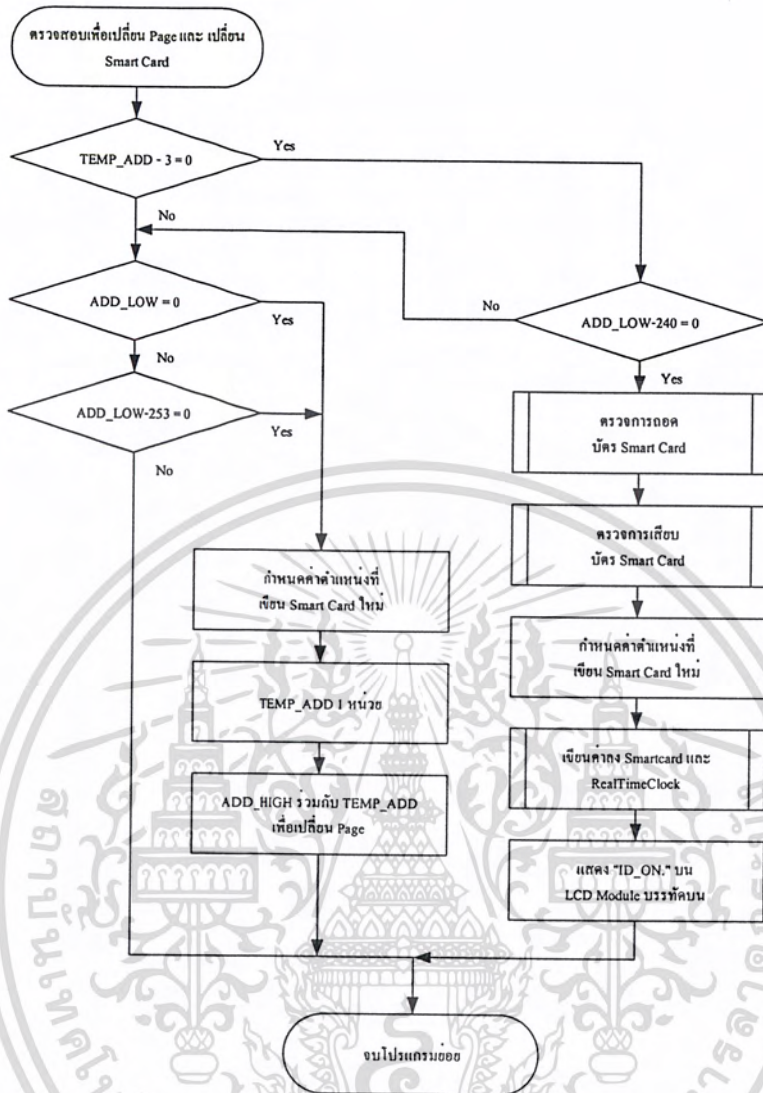 ตรวจสอบเพื่อเปลี่ยน Page และ เปลี่ยน
Smart Card
TEMP_ADD - 3 = 0
Yes
No
ADD_LOW = 0
Yes
No
ADD_LOW-240 = 0
No
Yes
ADD_LOW-253 = 0
Yes
No
ตรวจการถอด
บัตร Smart Card
ตรวจการเสียบ
บัตร Smart Card
กำหนดค่าตำแหน่งที่
เขียน Smart Card ใหม่
กำหนดค่าตำแหน่งที่
เขียน Smart Card ใหม่
TEMP_ADD 1 หน่วย
เขียนค่าลง Smartcard และ
RealTimeClock
ADD_HIGH ร่วมกับ TEMP_ADD
เพื่อเปลี่ยน Page
แสดง "ID_ON." บน
LCD Module บรรทัดบน
จบโปรแกรมย่อย